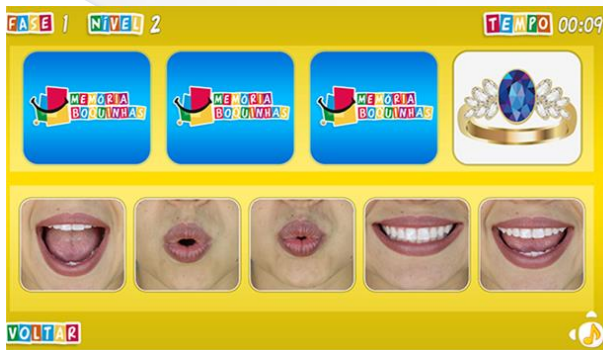 FASE 1 NÍVEL 2
TEMPO 00:09
MEMÓRIA
BOQUINHAS
MEMÓRIA
BOQUINHAS
MEMÓRIA
BOQUINHAS
VOLTAR